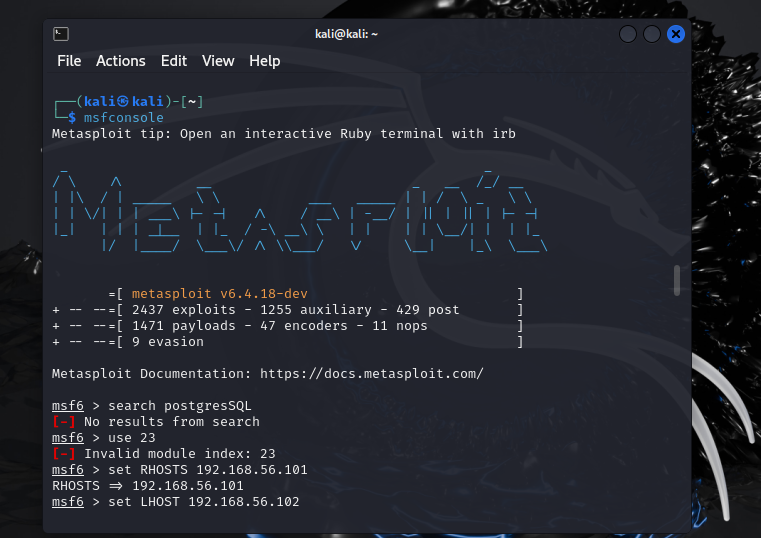 kali@kali: ~
File Actions Edit View Help
┌──(kali㉿kali)-[~]
└─$ msfconsole
Metasploit tip: Open an interactive Ruby terminal with irb
METASPLOIT
=[ metasploit v6.4.18-dev ]
+ -- --=[ 2437 exploits - 1255 auxiliary - 429 post ]
+ -- --=[ 1471 payloads - 47 encoders - 11 nops ]
+ -- --=[ 9 evasion ]
Metasploit Documentation: https://docs.metasploit.com/
msf6 > search postgresSQL
[-] No results from search
msf6 > use 23
[-] Invalid module index: 23
msf6 > set RHOSTS 192.168.56.101
RHOSTS => 192.168.56.101
msf6 > set LHOST 192.168.56.102